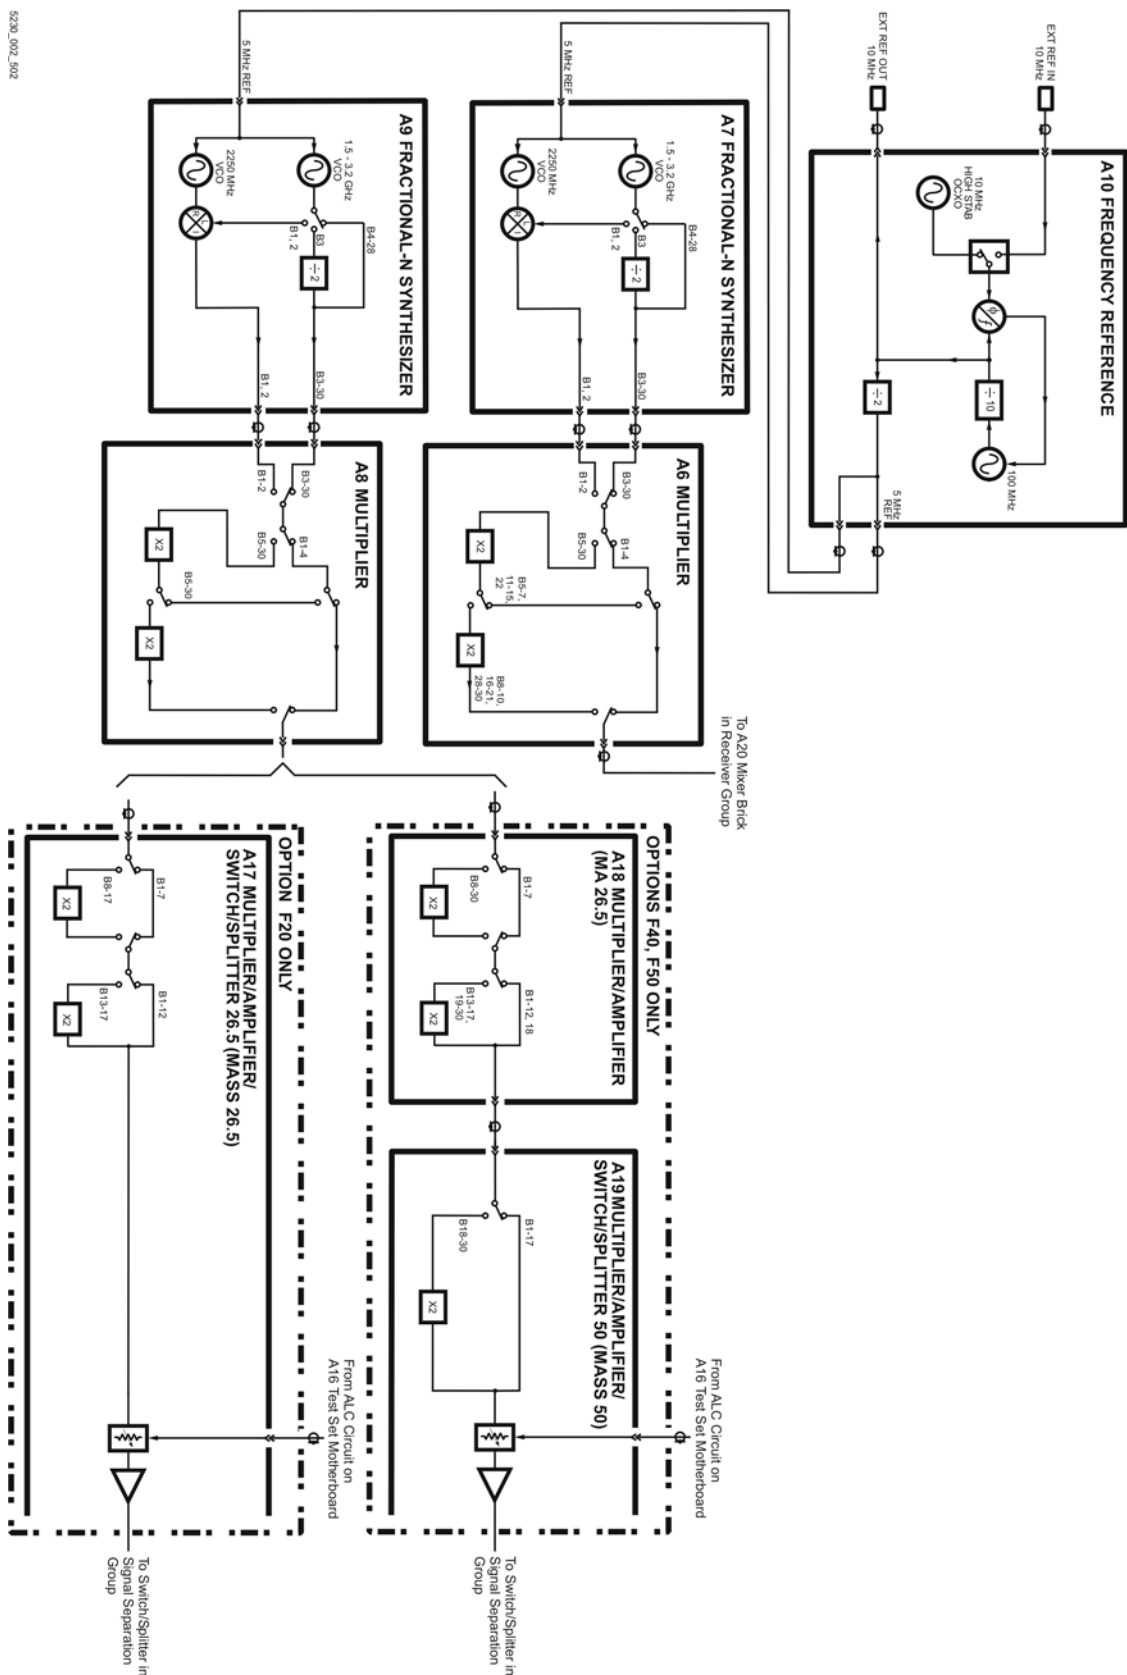 EXT REF IN
10 MHz
EXT REF OUT
10 MHz
A10 FREQUENCY REFERENCE
10 MHz
HIGH STAB
OCXO
ϕ
f
÷ 10
100 MHz
÷ 2
5 MHz
REF
5 MHz REF
A7 FRACTIONAL-N SYNTHESIZER
1.5 - 3.2 GHz
VCO
2250 MHz
VCO
B4-28
B3
B1, 2
÷ 2
R
L
I
B3-30
B1, 2
A6 MULTIPLIER
B3-30
B1-2
B1-4
B5-30
X2
B5-7,
11-15,
22
X2
B8-10,
16-21,
28-30
To A20 Mixer Brick
in Receiver Group
5 MHz REF
A9 FRACTIONAL-N SYNTHESIZER
1.5 - 3.2 GHz
VCO
2250 MHz
VCO
B4-28
B3
B1, 2
÷ 2
R
L
I
B3-30
B1, 2
A8 MULTIPLIER
B3-30
B1-2
B1-4
B5-30
X2
B5-30
X2
OPTIONS F40, F50 ONLY
A18 MULTIPLIER/AMPLIFIER
(MA 26.5)
B1-7
B8-30
X2
B1-12, 18
B13-17,
19-30
X2
A19MULTIPLIER/AMPLIFIER/
SWITCH/SPLITTER 50 (MASS 50)
B1-17
B18-30
X2
From ALC Circuit on
A16 Test Set Motherboard
To Switch/Splitter in
Signal Separation
Group
OPTION F20 ONLY
A17 MULTIPLIER/AMPLIFIER/
SWITCH/SPLITTER 26.5 (MASS 26.5)
B1-7
B8-17
X2
B1-12
B13-17
X2
From ALC Circuit on
A16 Test Set Motherboard
To Switch/Splitter in
Signal Separation
Group
5230_002_502